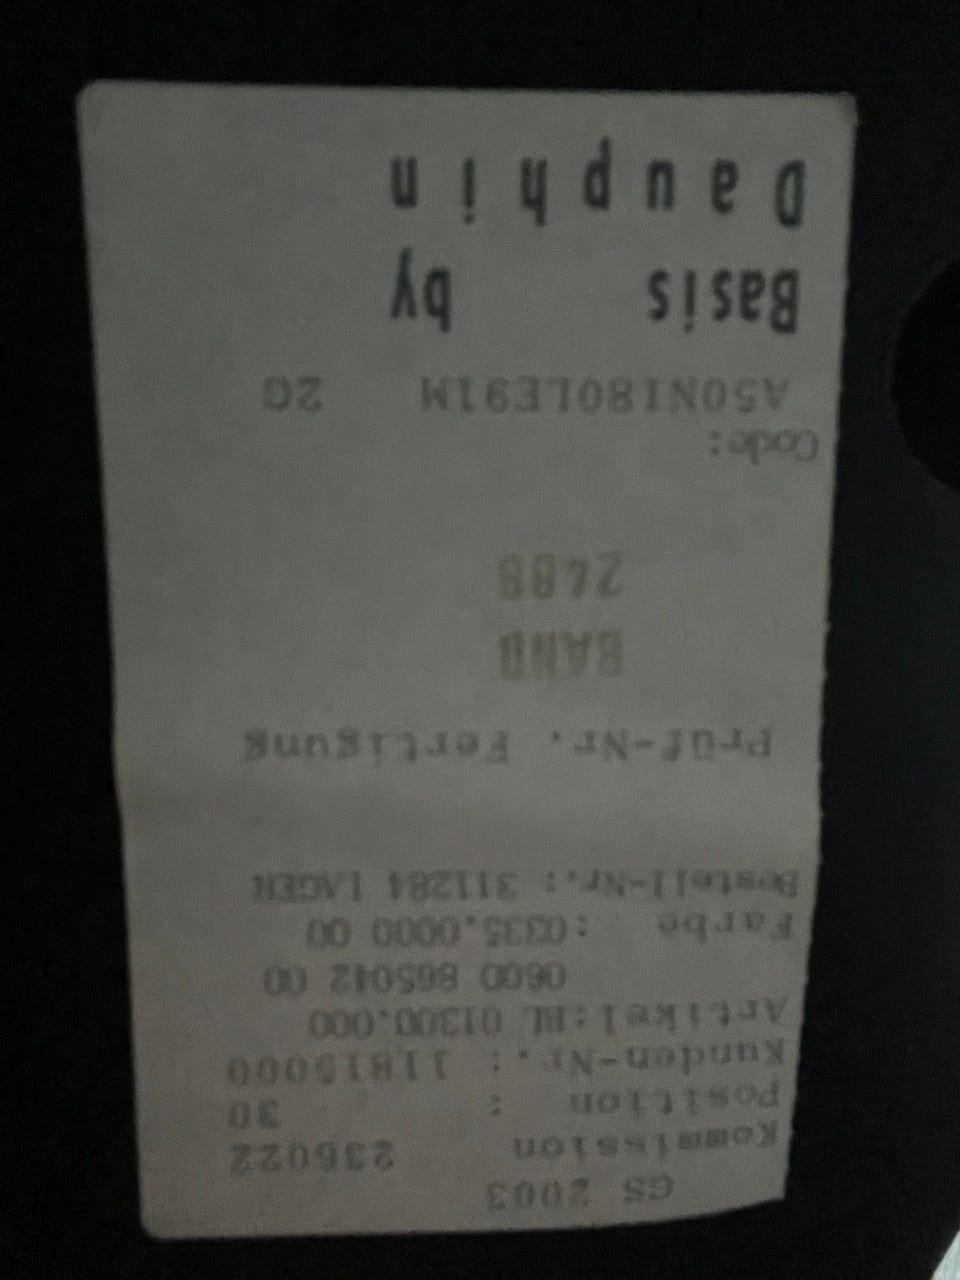 GS 2003
Kommission 236022
Position : 30
Kunden-Nr.: 11815000
Artikel:BL 01300.000
0600 865042 00
Farbe :0335.0000 00
Bestell-Nr.: 311284 LAGER
Prüf-Nr. Fertigung
BAND
2488
Code:
A50N180LE91M 2G
Basis by
Dauphin